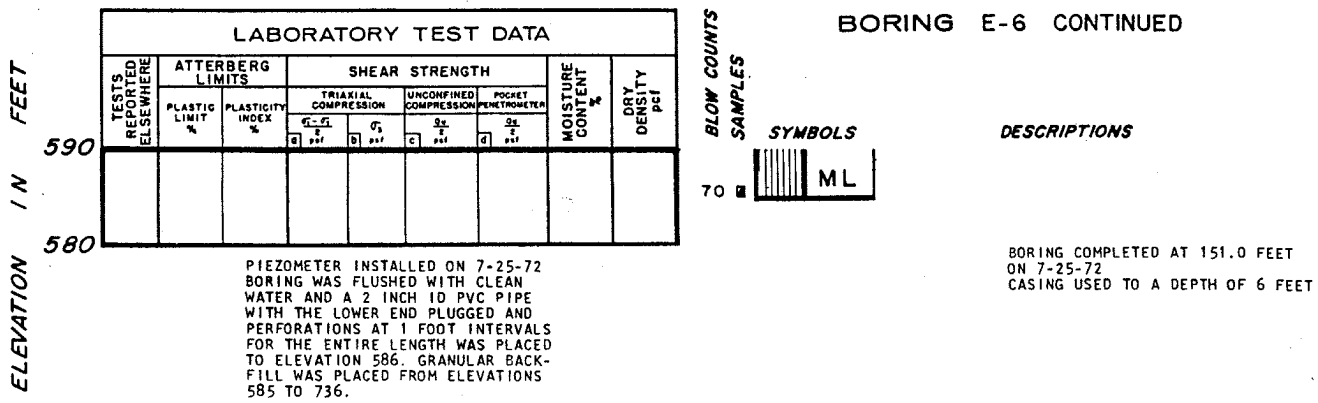 BORING E-6 CONTINUED
LABORATORY TEST DATA
TESTS REPORTED ELSEWHERE
ATTERBERG LIMITS
PLASTIC LIMIT %
PLASTICITY INDEX %
SHEAR STRENGTH
TRIAXIAL COMPRESSION
a psf
b psf
UNCONFINED COMPRESSION
c psf
POCKET PENETROMETER
d psf
MOISTURE CONTENT %
DRY DENSITY pcf
BLOW COUNTS
SAMPLES
SYMBOLS
DESCRIPTIONS
ELEVATION IN FEET
590
580
70
ML
PIEZOMETER INSTALLED ON 7-25-72
BORING WAS FLUSHED WITH CLEAN
WATER AND A 2 INCH ID PVC PIPE
WITH THE LOWER END PLUGGED AND
PERFORATIONS AT 1 FOOT INTERVALS
FOR THE ENTIRE LENGTH WAS PLACED
TO ELEVATION 586. GRANULAR BACK-
FILL WAS PLACED FROM ELEVATIONS
585 TO 736.
BORING COMPLETED AT 151.0 FEET
ON 7-25-72
CASING USED TO A DEPTH OF 6 FEET